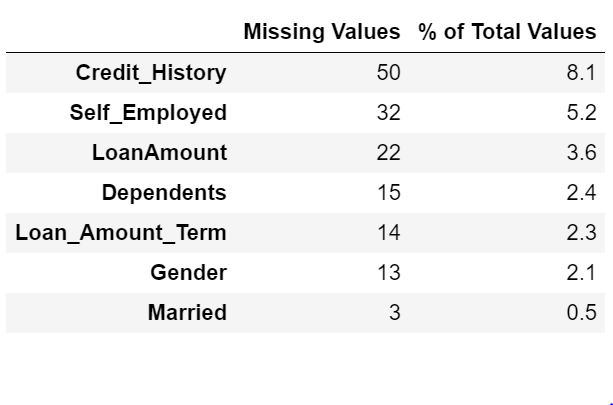 Missing Values % of Total Values
Credit_History 50 8.1
Self_Employed 32 5.2
LoanAmount 22 3.6
Dependents 15 2.4
Loan_Amount_Term 14 2.3
Gender 13 2.1
Married 3 0.5